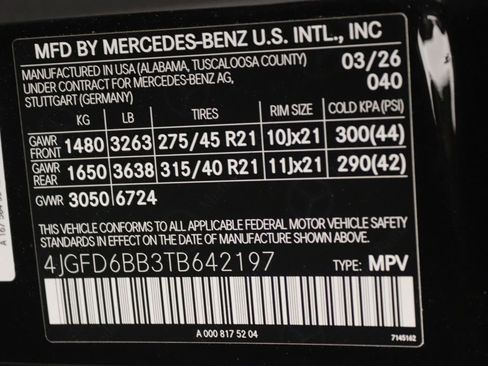 MFD BY MERCEDES-BENZ U.S. INTL., INC
MANUFACTURED IN USA (ALABAMA, TUSCALOOSA COUNTY) 03/26
UNDER CONTRACT FOR MERCEDES-BENZ AG, 040
STUTTGART (GERMANY)
KG LB TIRES RIM SIZE COLD KPA (PSI)
GAWR FRONT 1480 3263 275/45 R21 10Jx21 300(44)
GAWR REAR 1650 3638 315/40 R21 11Jx21 290(42)
GVWR 3050 6724
THIS VEHICLE CONFORMS TO ALL APPLICABLE FEDERAL MOTOR VEHICLE SAFETY
STANDARDS IN EFFECT ON THE DATE OF MANUFACTURE SHOWN ABOVE.
4JGFD6BB3TB642197 TYPE: MPV
A 000 817 52 04
7145162